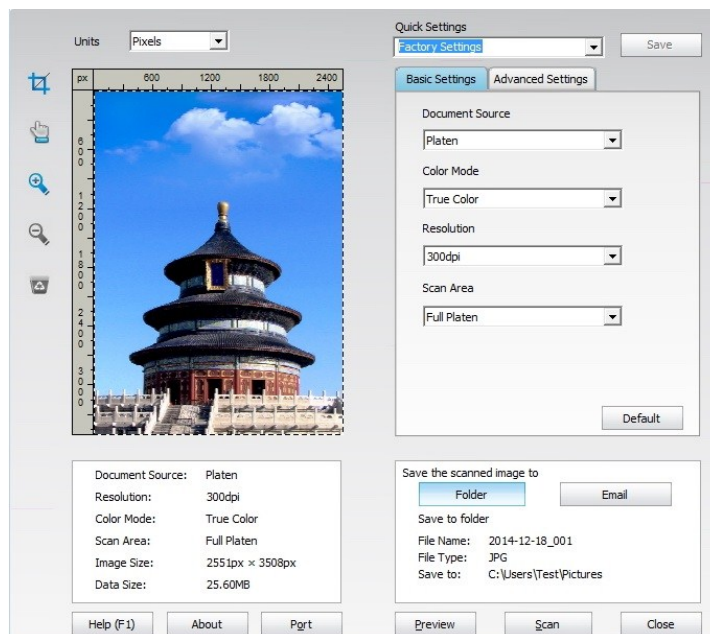 Units Pixels
Quick Settings
Factory Settings Save
Basic Settings Advanced Settings
px 600 1200 1800 2400
600
1200
1800
2400
3000
Document Source
Platen
Color Mode
True Color
Resolution
300dpi
Scan Area
Full Platen
Default
Document Source: Platen
Resolution: 300dpi
Color Mode: True Color
Scan Area: Full Platen
Image Size: 2551px × 3508px
Data Size: 25.60MB
Save the scanned image to
Folder Email
Save to folder
File Name: 2014-12-18_001
File Type: JPG
Save to: C:\Users\Test\Pictures
Help (F1) About Port Preview Scan Close